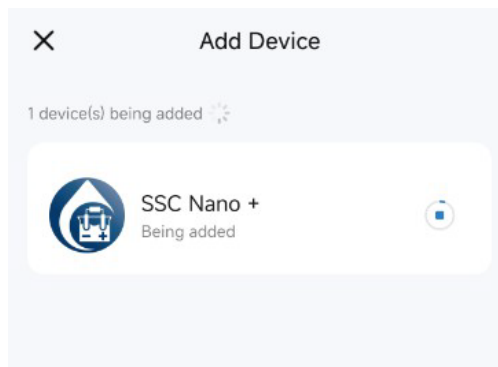 Add Device
1 device(s) being added
SSC Nano +
Being added